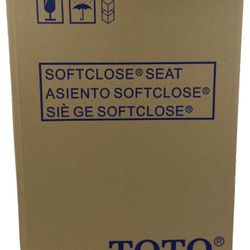 SOFTCLOSE® SEAT
ASIENTO SOFTCLOSE®
SIÈ GE SOFTCLOSE®
TOTO®